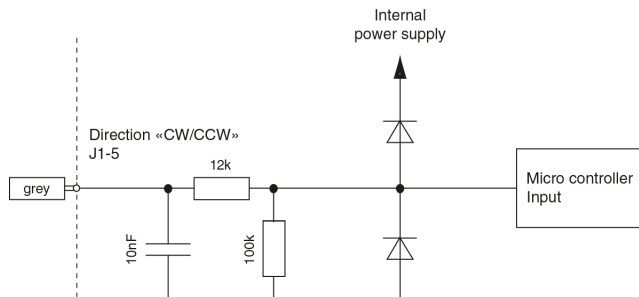 Internal
power supply
Direction «CW/CCW»
J1-5
12k
grey
Micro controller
Input
10nF
100k